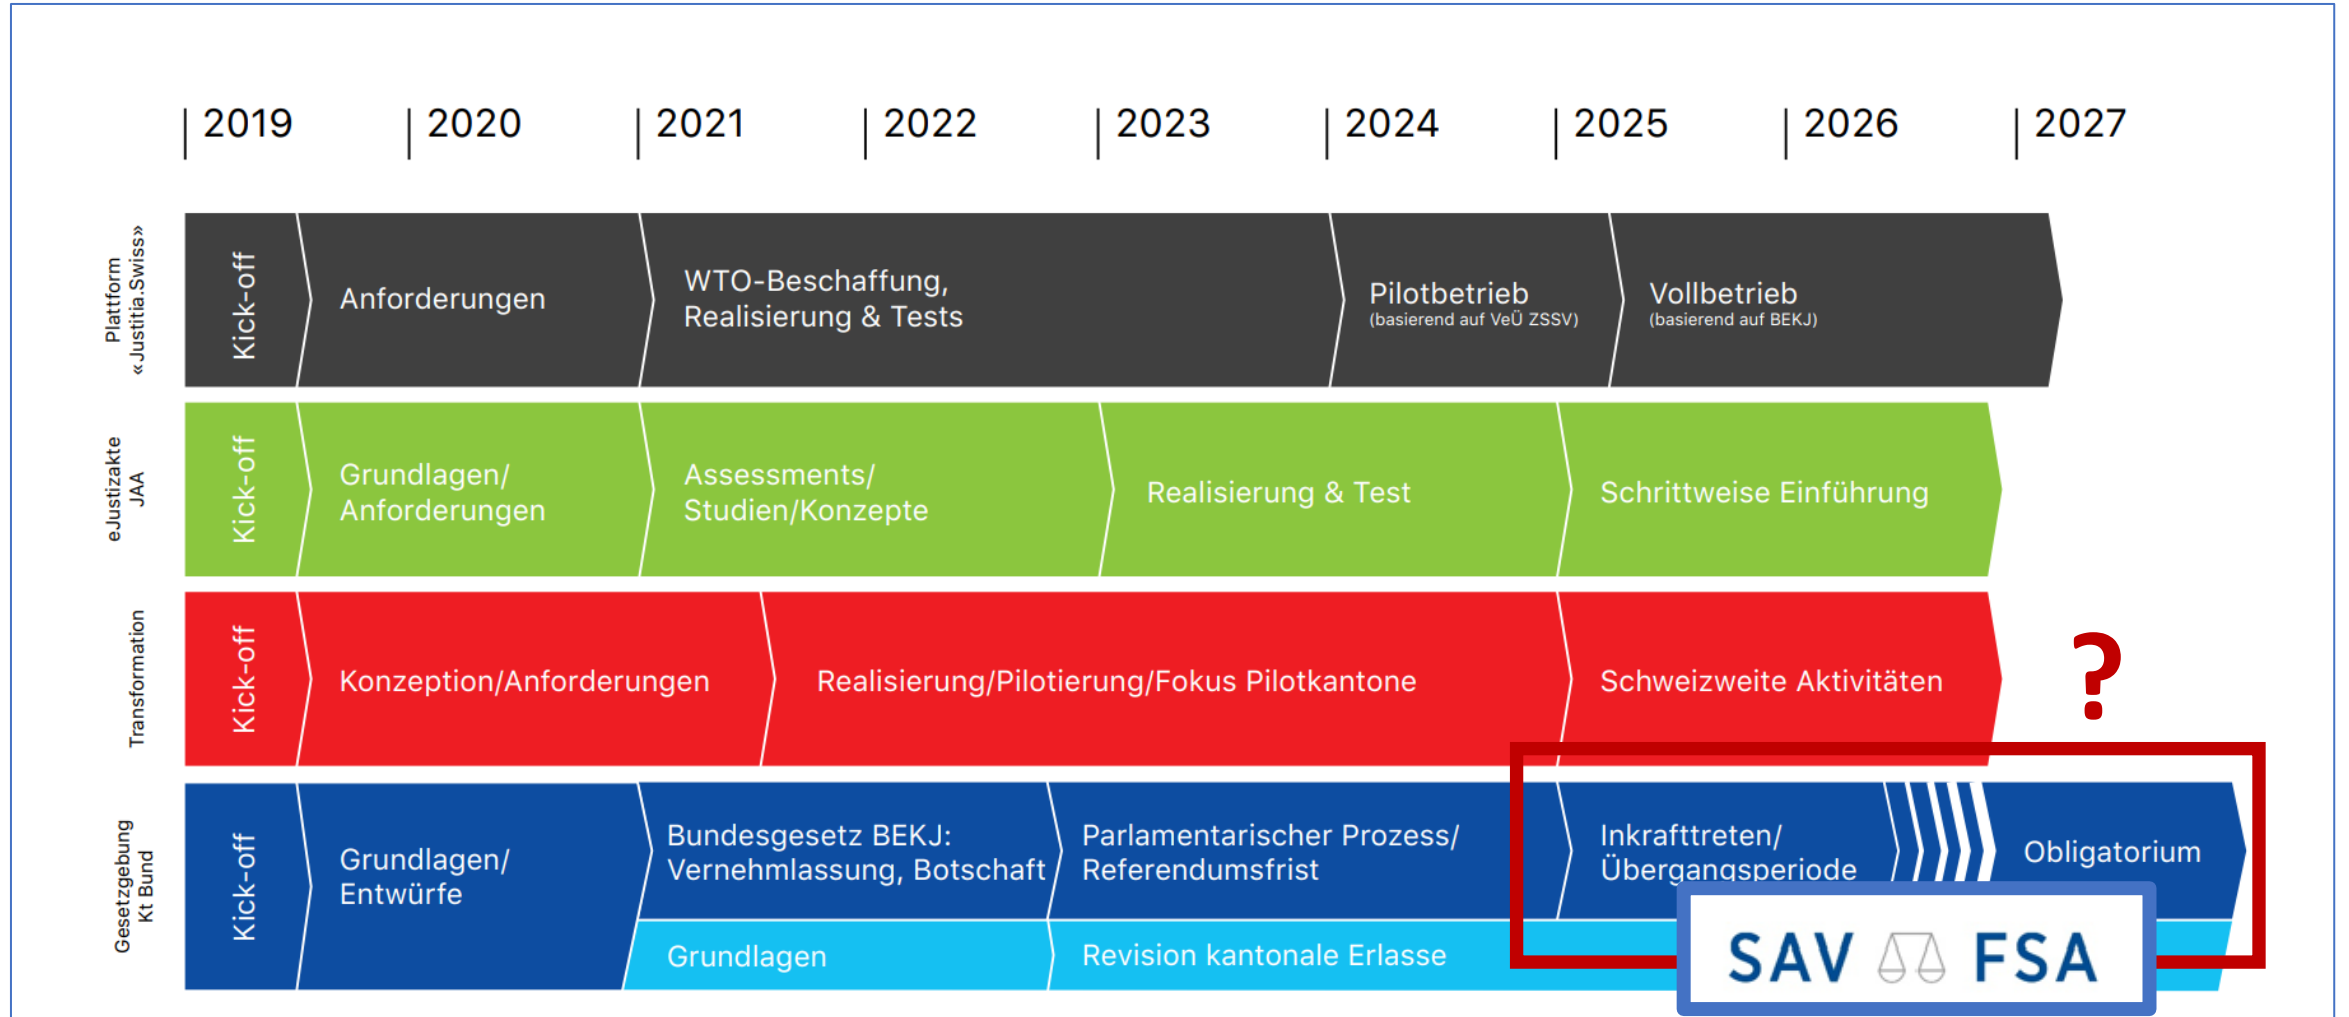 2019
2020
2021
2022
2023
2024
2025
2026
2027
Plattform
«Justitia.Swiss»
Kick-off
Anforderungen
WTO-Beschaffung,
Realisierung & Tests
Pilotbetrieb
(basierend auf VeÜ ZSSV)
Vollbetrieb
(basierend auf BEKJ)
eJustizakte
JAA
Kick-off
Grundlagen/
Anforderungen
Assessments/
Studien/Konzepte
Realisierung & Test
Schrittweise Einführung
Transformation
Kick-off
Konzeption/Anforderungen
Realisierung/Pilotierung/Fokus Pilotkantone
Schweizweite Aktivitäten
?
Gesetzgebung
Kt Bund
Kick-off
Grundlagen/
Entwürfe
Bundesgesetz BEKJ:
Vernehmlassung, Botschaft
Parlamentarischer Prozess/
Referendumsfrist
Inkrafttreten/
Übergangsperiode
Obligatorium
Grundlagen
Revision kantonale Erlasse
SAV FSA